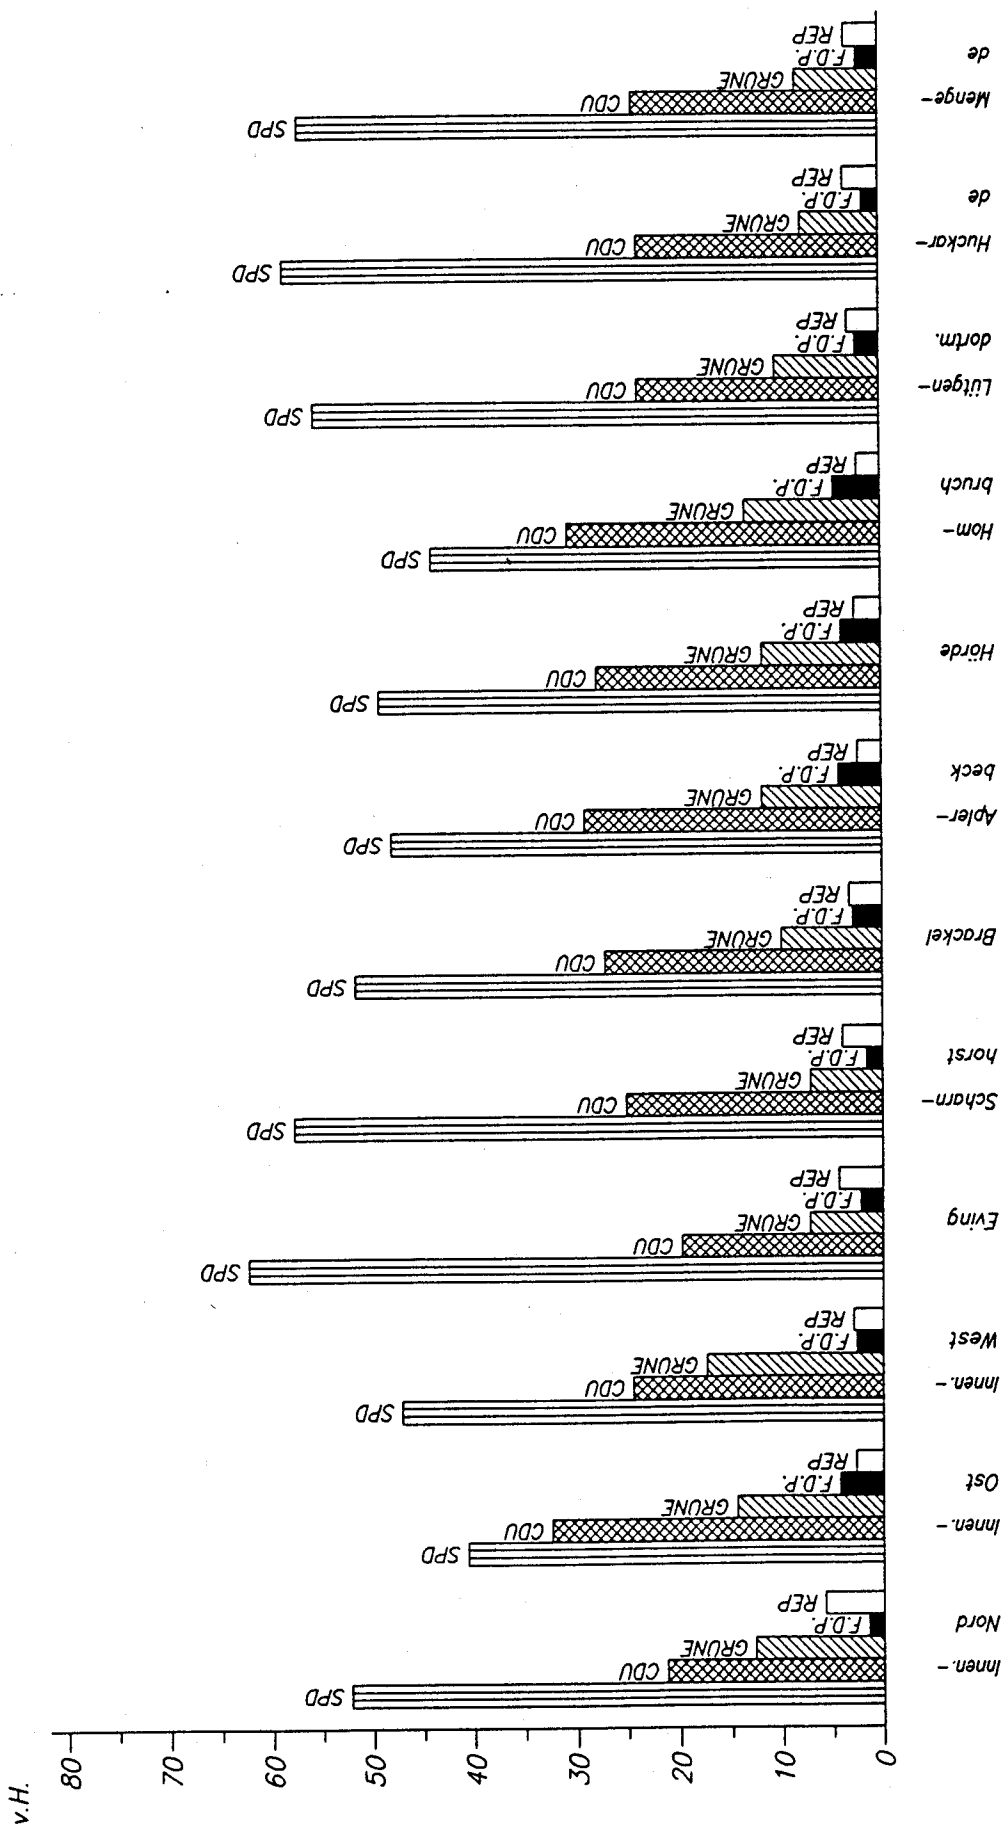 v.H.
80
70
60
50
40
30
20
10
0
SPD
CDU
GRÜNE
F.D.P.
REP
Innen.-
Nord
SPD
CDU
GRÜNE
F.D.P.
REP
Innen.-
Ost
SPD
CDU
GRÜNE
F.D.P.
REP
Innen.-
West
SPD
CDU
GRÜNE
F.D.P.
REP
Eving
SPD
CDU
GRÜNE
F.D.P.
REP
Scharn-
horst
SPD
CDU
GRÜNE
F.D.P.
REP
Brackel
SPD
CDU
GRÜNE
F.D.P.
REP
Apler-
beck
SPD
CDU
GRÜNE
F.D.P.
REP
Hörde
SPD
CDU
GRÜNE
F.D.P.
REP
Hom-
bruch
SPD
CDU
GRÜNE
F.D.P.
REP
Lütgen-
dortm.
SPD
CDU
GRÜNE
F.D.P.
REP
Huckar-
de
SPD
CDU
GRÜNE
F.D.P.
REP
Menge-
de